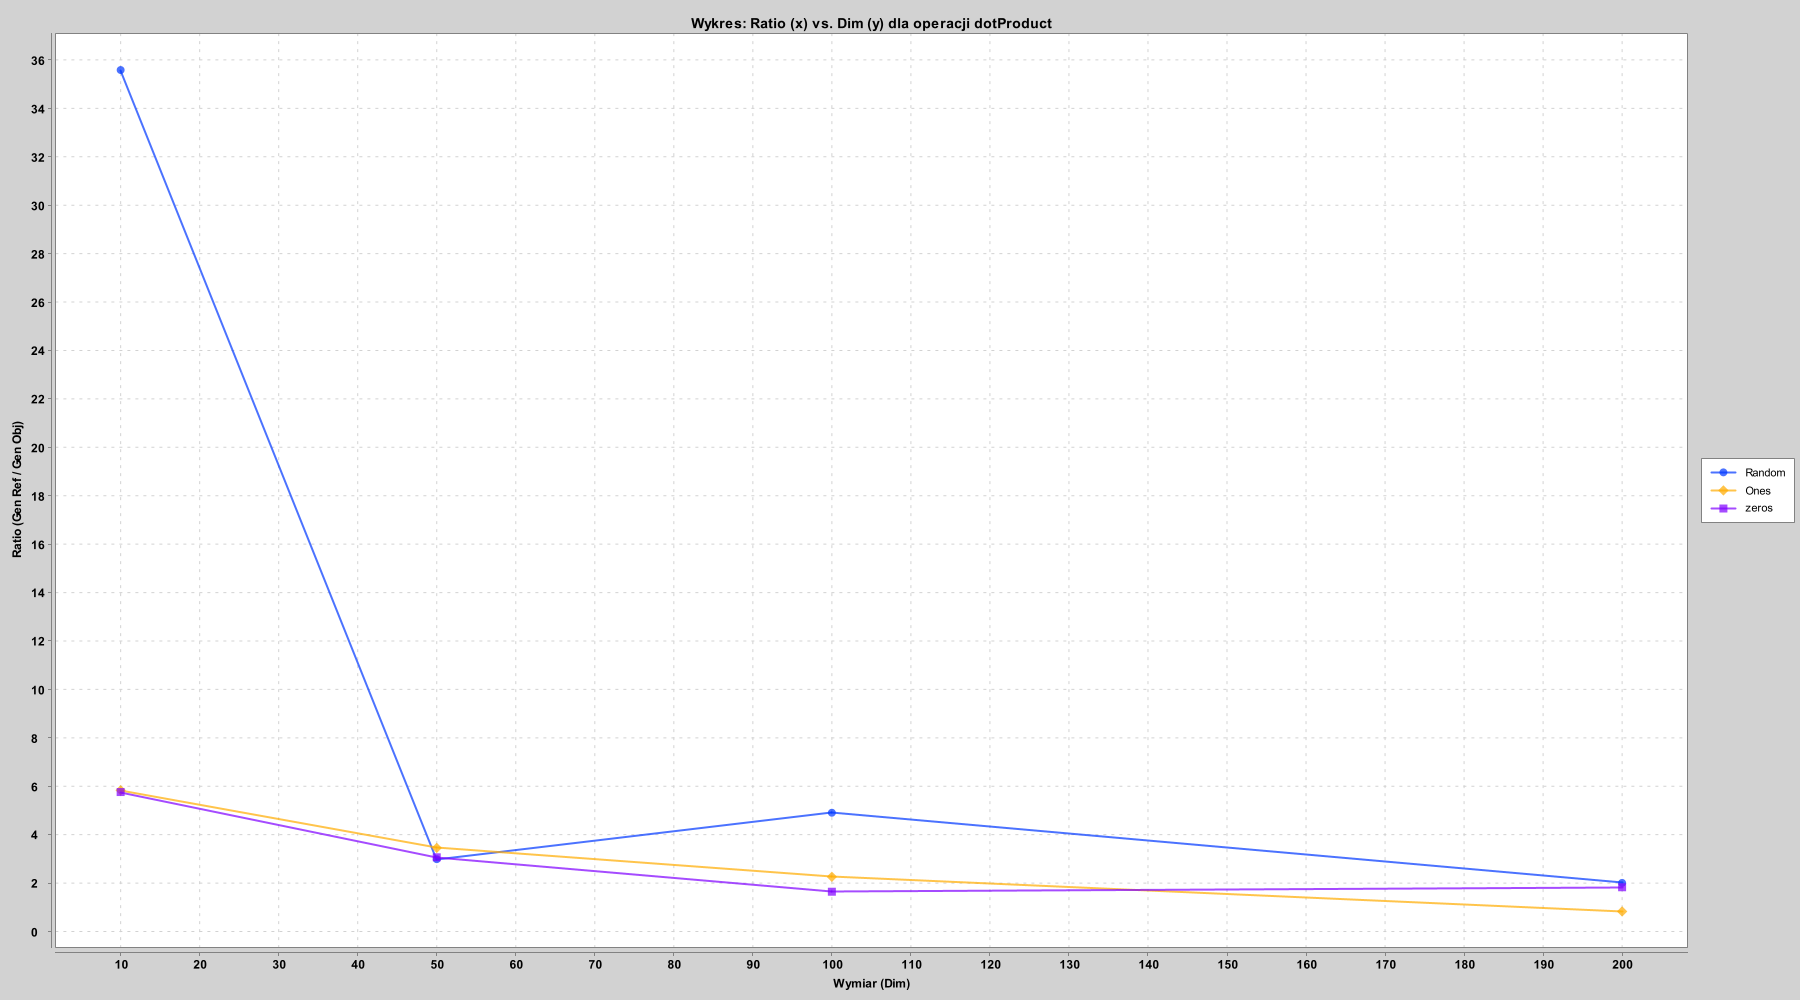 Wykres: Ratio (x) vs. Dim (y) dla operacji dotProduct
Ratio (Gen Ref / Gen Obj)
36
34
32
30
28
26
24
22
20
18
16
14
12
10
8
6
4
2
0
10 20 30 40 50 60 70 80 90 100 110 120 130 140 150 160 170 180 190 200
Wymiar (Dim)
Random
Ones
zeros